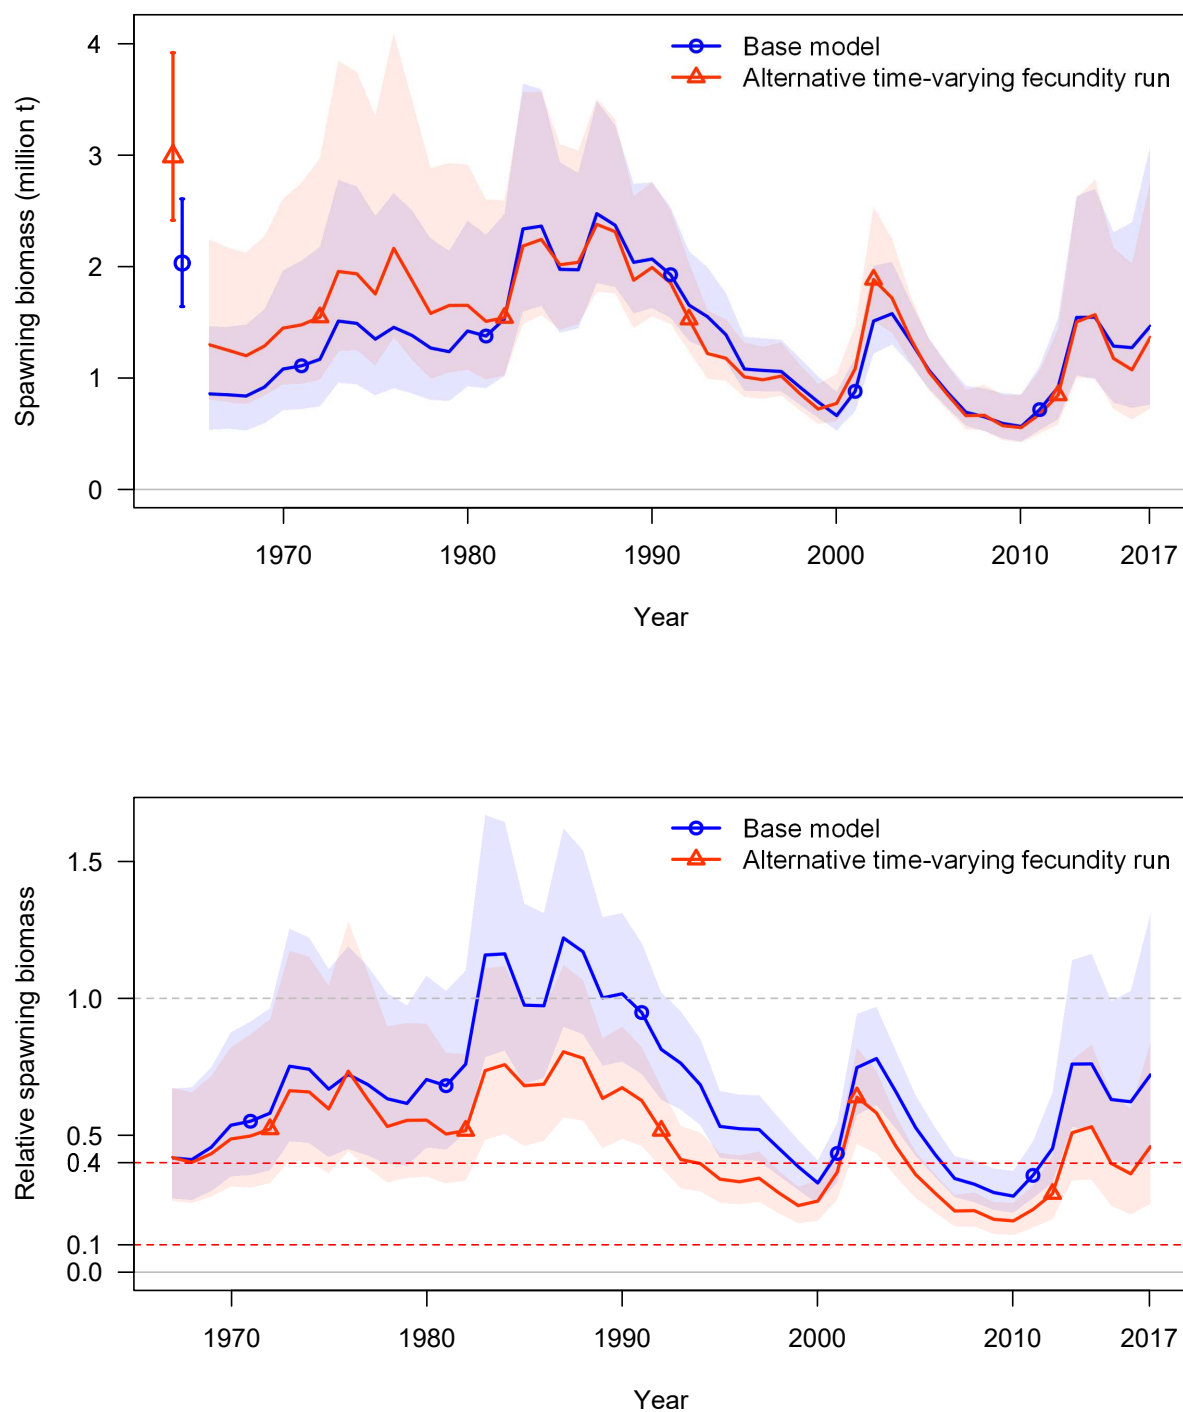 Spawning biomass (million t)
4
3
2
1
0
Base model
Alternative time-varying fecundity run
1970
1980
1990
2000
2010
2017
Year
Relative spawning biomass
1.5
1.0
0.5
0.4
0.1
0.0
Base model
Alternative time-varying fecundity run
1970
1980
1990
2000
2010
2017
Year